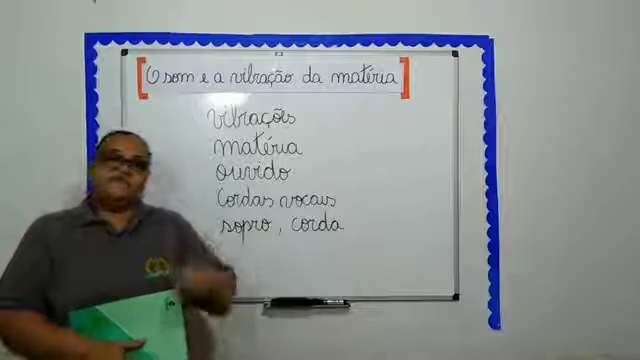 O som e a vibração da matéria
vibrações
matéria
ouvido
Cordas vocais
sopro, corda